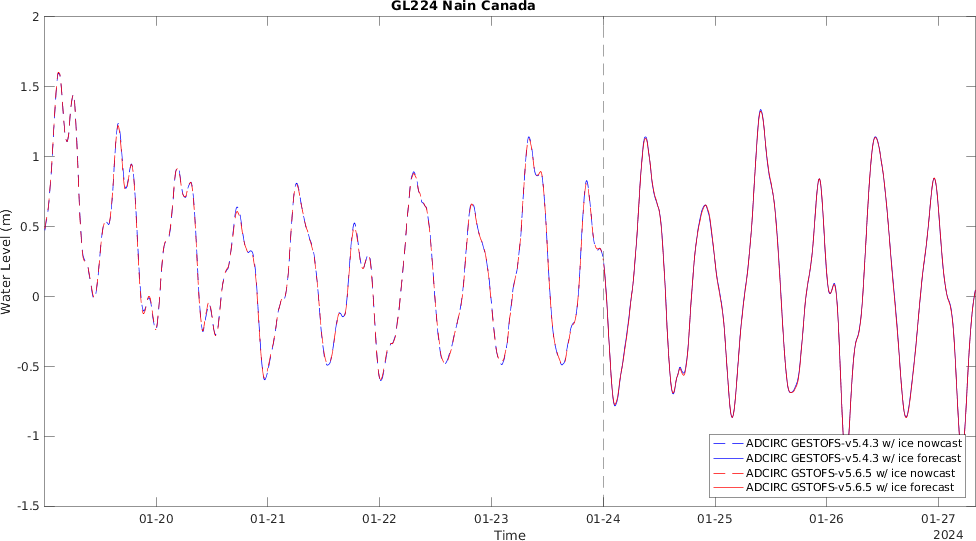 GL224 Nain Canada
2
1.5
1
0.5
0
-0.5
-1
-1.5
Water Level (m)
ADCIRC GESTOFS-v5.4.3 w/ ice nowcast
ADCIRC GESTOFS-v5.4.3 w/ ice forecast
ADCIRC GSTOFS-v5.6.5 w/ ice nowcast
ADCIRC GSTOFS-v5.6.5 w/ ice forecast
01-20 01-21 01-22 01-23 01-24 01-25 01-26 01-27
Time
2024